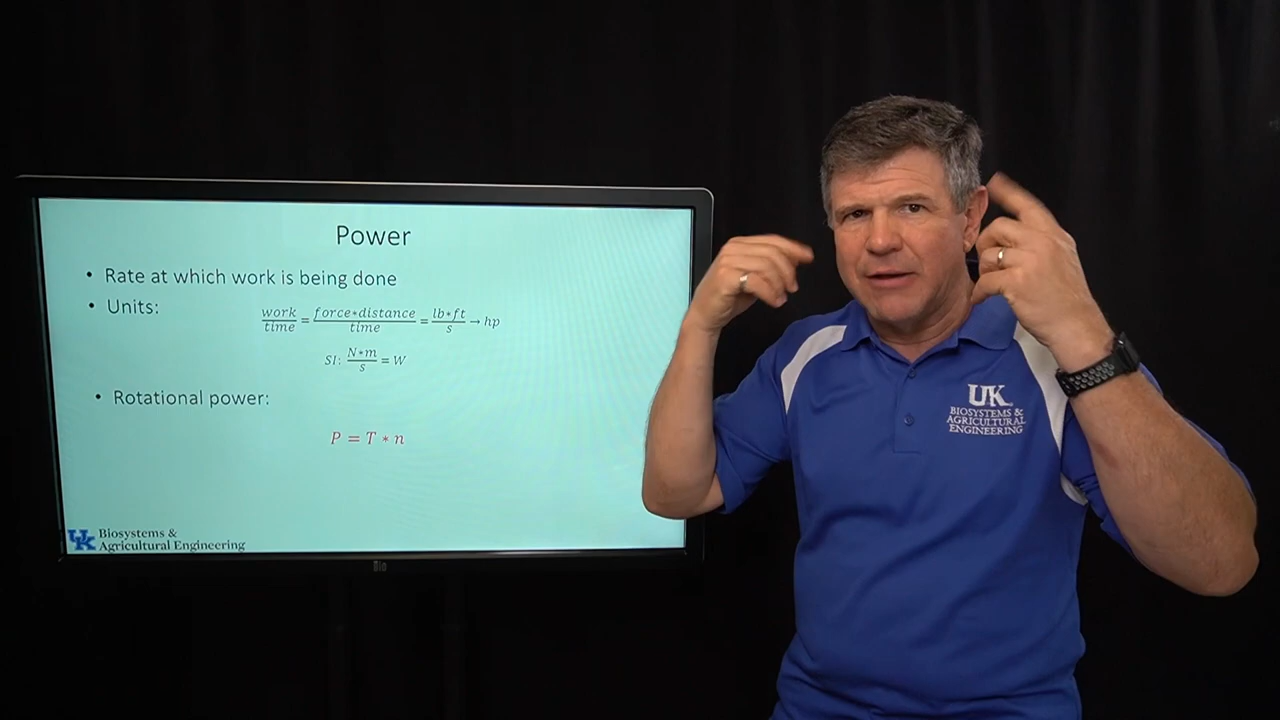 Power
• Rate at which work is being done
• Units:
work/time = force*distance/time = lb*ft/s → hp
SI: N*m/s = W
• Rotational power:
P = T * n
UK Biosystems &
Agricultural Engineering
Elo
UK
BIOSYSTEMS &
AGRICULTURAL
ENGINEERING